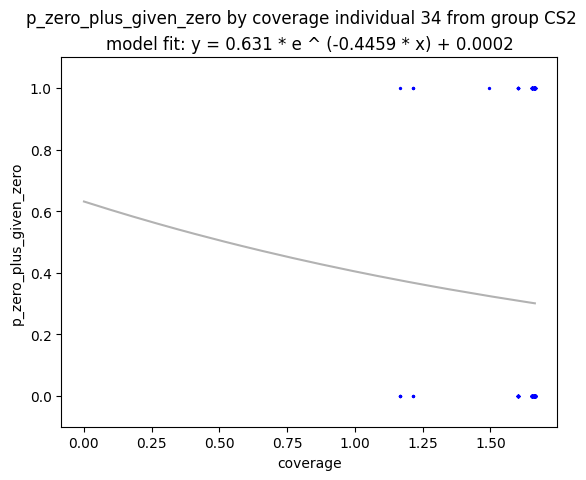 p_zero_plus_given_zero by coverage individual 34 from group CS2
model fit: y = 0.631 * e ^ (-0.4459 * x) + 0.0002
1.0
0.8
0.6
0.4
0.2
0.0
p_zero_plus_given_zero
0.00 0.25 0.50 0.75 1.00 1.25 1.50
coverage